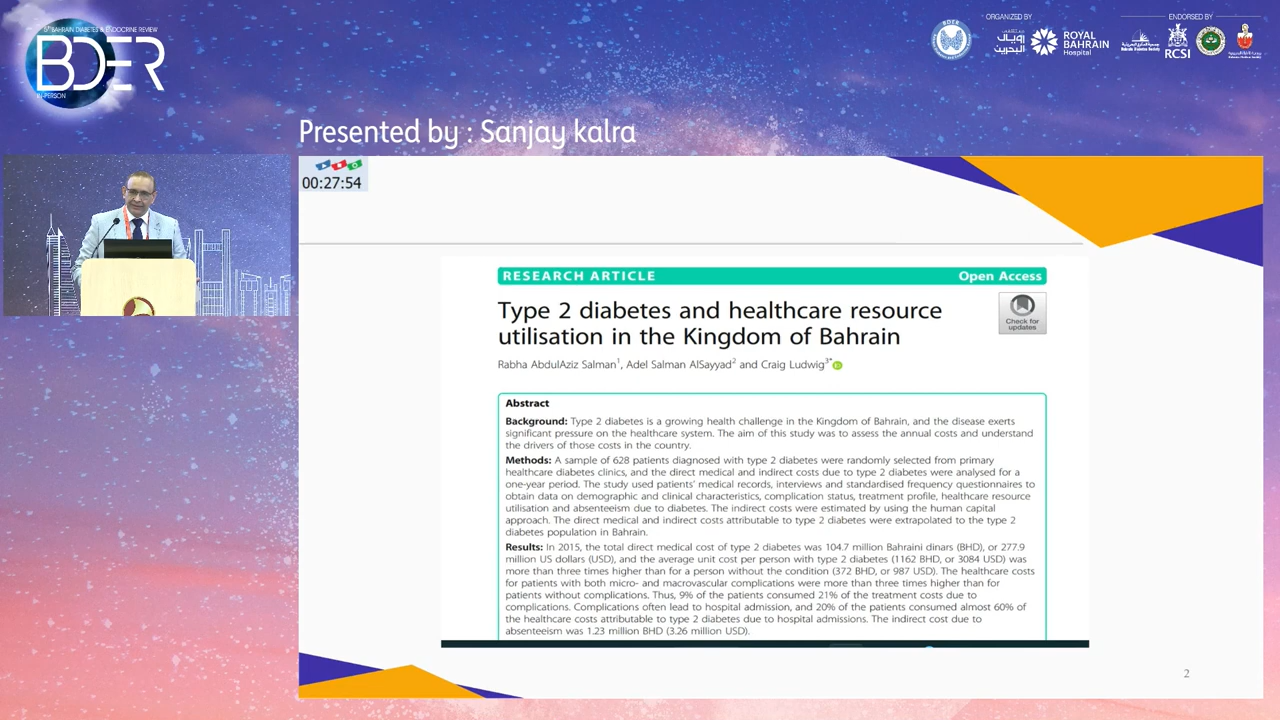 6th BAHRAIN DIABETES & ENDOCRINE REVIEW
BDER
IN-PERSON
ORGANIZED BY
BDER
ROYAL
BAHRAIN
Hospital
ENDORSED BY
RCSI
Presented by : Sanjay kalra
00:27:54
RESEARCH ARTICLE Open Access
Type 2 diabetes and healthcare resource
utilisation in the Kingdom of Bahrain
Check for
updates
Rabha AbdulAziz Salman1, Adel Salman AlSayyad2 and Craig Ludwig3*
Abstract
Background: Type 2 diabetes is a growing health challenge in the Kingdom of Bahrain, and the disease exerts
significant pressure on the healthcare system. The aim of this study was to assess the annual costs and understand
the drivers of those costs in the country.
Methods: A sample of 628 patients diagnosed with type 2 diabetes were randomly selected from primary
healthcare diabetes clinics, and the direct medical and indirect costs due to type 2 diabetes were analysed for a
one-year period. The study used patients' medical records, interviews and standardised frequency questionnaires to
obtain data on demographic and clinical characteristics, complication status, treatment profile, healthcare resource
utilisation and absenteeism due to diabetes. The indirect costs were estimated by using the human capital
approach. The direct medical and indirect costs attributable to type 2 diabetes were extrapolated to the type 2
diabetes population in Bahrain.
Results: In 2015, the total direct medical cost of type 2 diabetes was 104.7 million Bahraini dinars (BHD), or 277.9
million US dollars (USD), and the average unit cost per person with type 2 diabetes (1162 BHD, or 3084 USD) was
more than three times higher than for a person without the condition (372 BHD, or 987 USD). The healthcare costs
for patients with both micro- and macrovascular complications were more than three times higher than for
patients without complications. Thus, 9% of the patients consumed 21% of the treatment costs due to
complications. Complications often lead to hospital admission, and 20% of the patients consumed almost 60% of
the healthcare costs attributable to type 2 diabetes due to hospital admissions. The indirect cost due to
absenteeism was 1.23 million BHD (3.26 million USD).
2